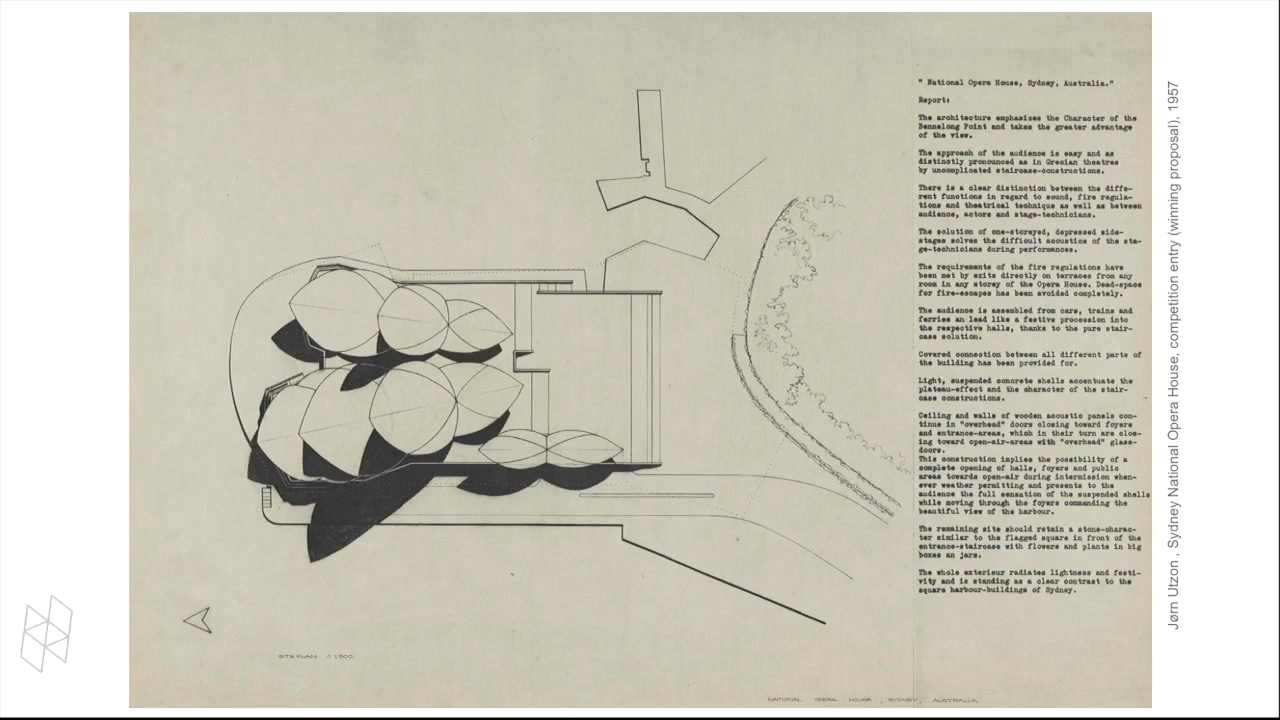 " National Opera House, Sydney, Australia."
Report:
The architecture emphasizes the Character of the
Bennelong Point and takes the greater advantage
of the view.
The approach of the audience is easy and as
distinctly pronounced as in Grecian theatres
by uncomplicated staircase-constructions.
There is a clear distinction between the diffe-
rent functions in regard to sound, fire regula-
tions and theatrical technique as well as between
audience, actors and stage-technicians.
The solution of one-storeyed, depressed side-
stages solves the difficult acoustics of the sta-
ge-technicians during performances.
The requirements of the fire regulations have
been met by exits directly on terraces from any
room in any storey of the Opera House. Dead-space
for fire-escapes has been avoided completely.
The audience is assembled from cars, trains and
ferries an lead like a festive procession into
the respective halls, thanks to the pure stair-
case solution.
Covered connection between all different parts of
the building has been provided for.
Light, suspended concrete shells accentuate the
plateau-effect and the character of the stair-
case constructions.
Ceiling and walls of wooden acoustic panels con-
tinue in "overhead" doors closing toward foyers
and entrance-areas, which in their turn are clos-
ing toward open-air-areas with "overhead" glass-
doors.
This construction implies the possibility of a
complete opening of halls, foyers and public
areas towards open-air during intermission when-
ever weather permitting and presents to the
audience the full sensation of the suspended shells
while moving through the foyers commanding the
beautiful view of the harbour.
The remaining site should retain a stone-charac-
ter similar to the flagged square in front of the
entrance-staircase with flowers and plants in big
boxes an jars.
The whole exterieur radiates lightness and festi-
vity and is standing as a clear contrast to the
square harbour-buildings of Sydney.
SITEPLAN 1:500
NATIONAL OPERA HOUSE, SYDNEY, AUSTRALIA
Jørn Utzon , Sydney National Opera House, competition entry (winning proposal), 1957